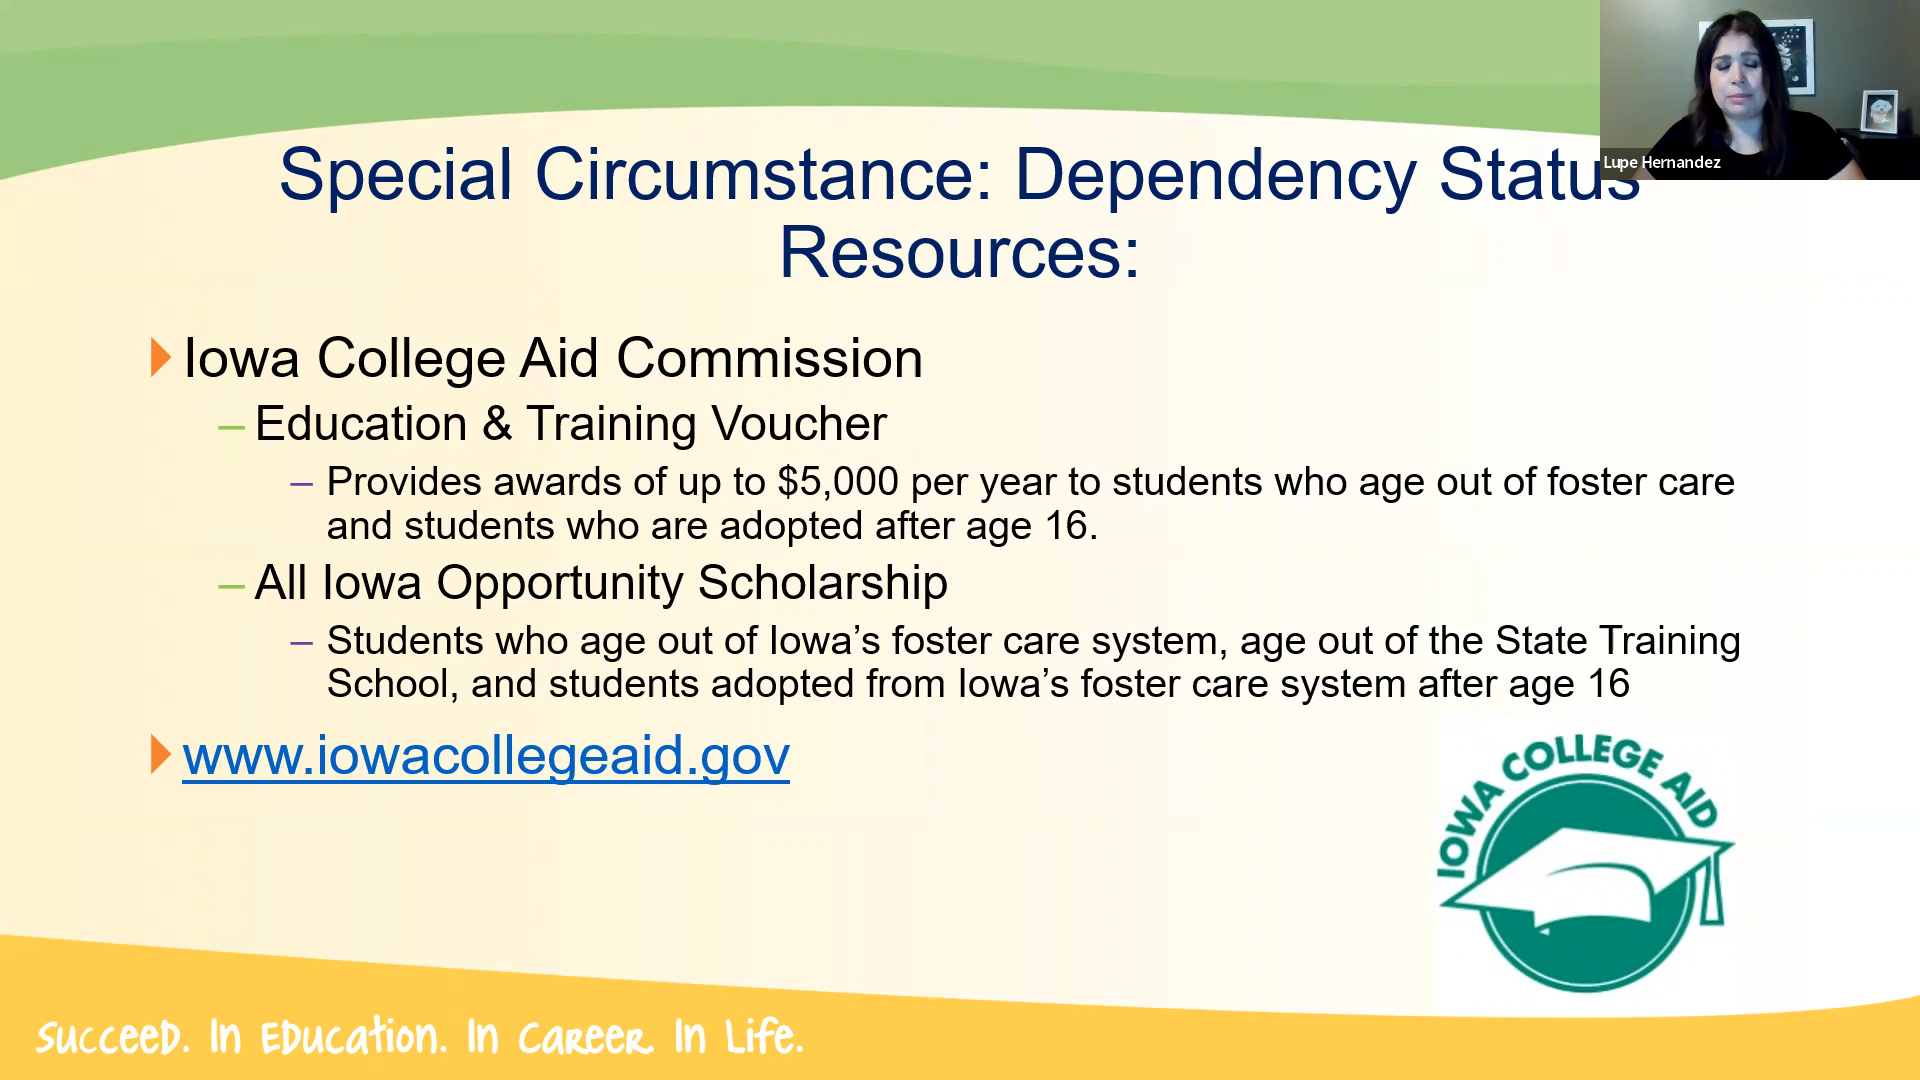 Lupe Hernandez
Special Circumstance: Dependency Status
Resources:
Iowa College Aid Commission
– Education & Training Voucher
– Provides awards of up to $5,000 per year to students who age out of foster care
and students who are adopted after age 16.
– All Iowa Opportunity Scholarship
– Students who age out of Iowa’s foster care system, age out of the State Training
School, and students adopted from Iowa’s foster care system after age 16
www.iowacollegeaid.gov
IOWA COLLEGE AID
Succeed. In Education. In Career. In Life.